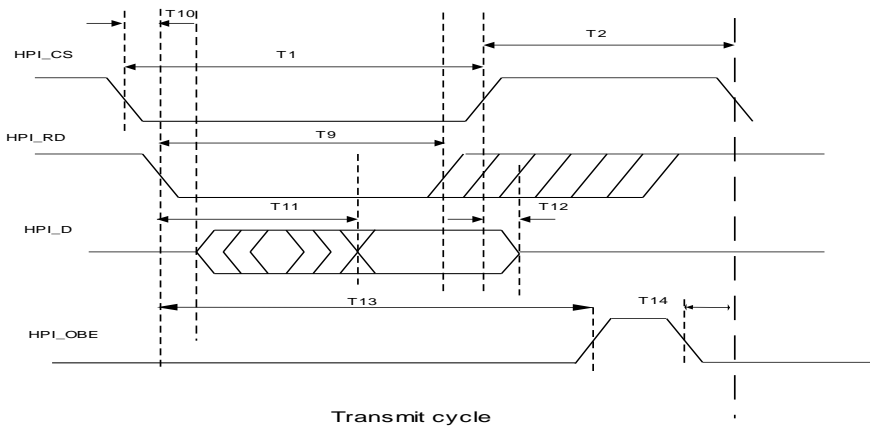 T10
HPI_CS
T1
T2
HPI_RD
T9
T11
T12
HPI_D
T13
T14
HPI_OBE
Transmit cycle